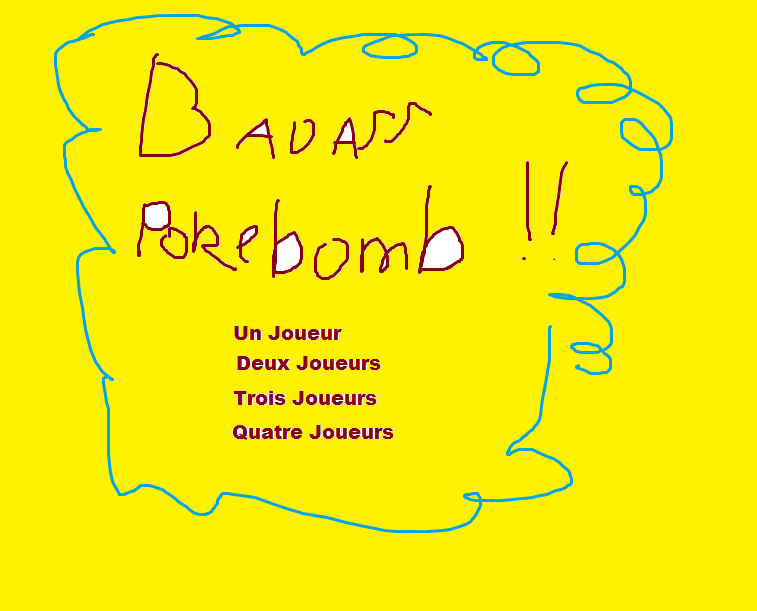 BADASS
Pokebomb !!
Un Joueur
Deux Joueurs
Trois Joueurs
Quatre Joueurs